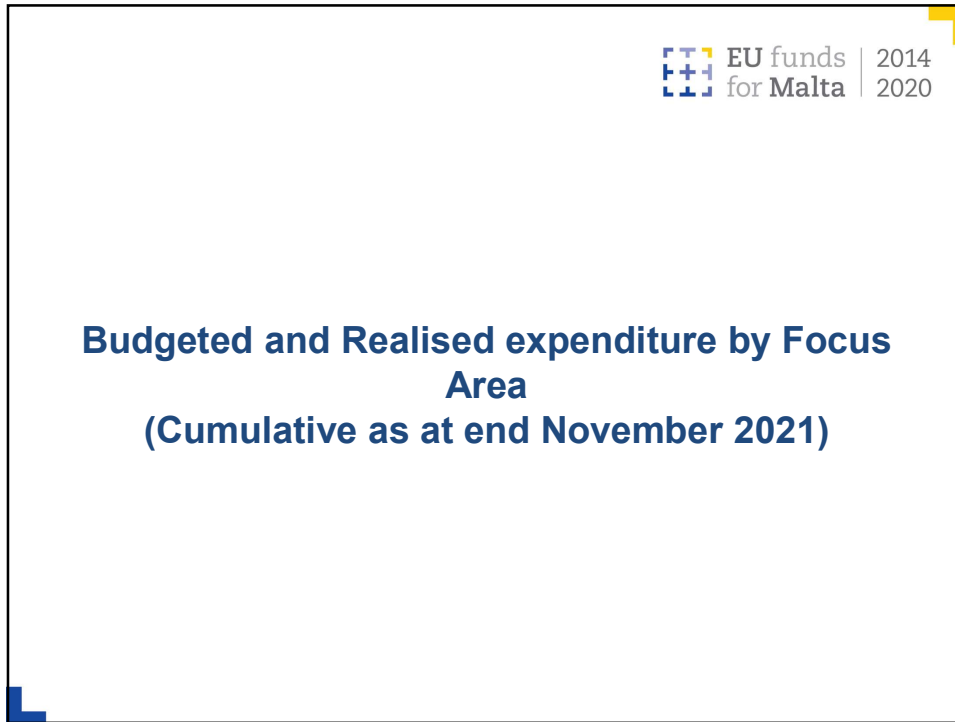 EU funds | 2014
for Malta | 2020
Budgeted and Realised expenditure by Focus
Area
(Cumulative as at end November 2021)